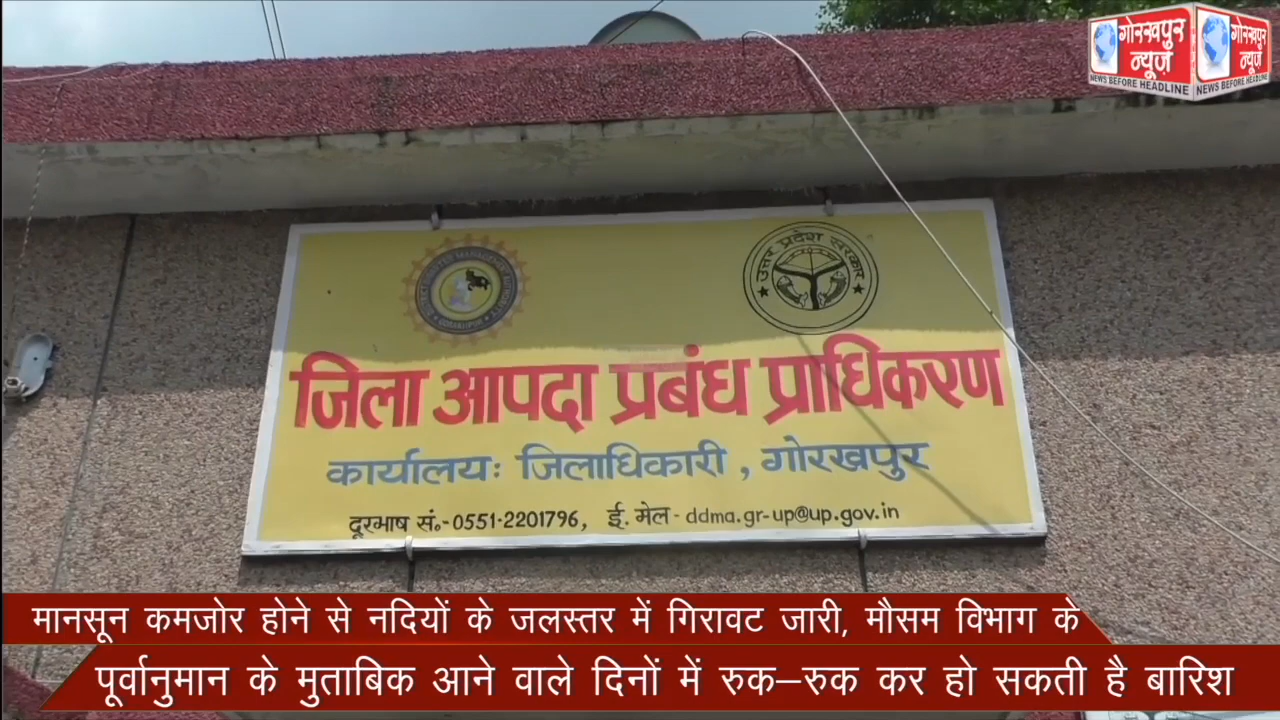 गोरखपुर गोरखपुर
न्यूज़ न्यूज़
NEWS BEFORE HEADLINE NEWS BEFORE HEADLINE
उत्तर प्रदेश सरकार
जिला आपदा प्रबंध प्राधिकरण
कार्यालयः जिलाधिकारी, गोरखपुर
दूरभाष सं.-0551-2201796, ई.मेल- ddma.gr-up@up.gov.in
मानसून कमजोर होने से नदियों के जलस्तर में गिरावट जारी, मौसम विभाग के
पूर्वानुमान के मुताबिक आने वाले दिनों में रुक–रुक कर हो सकती है बारिश